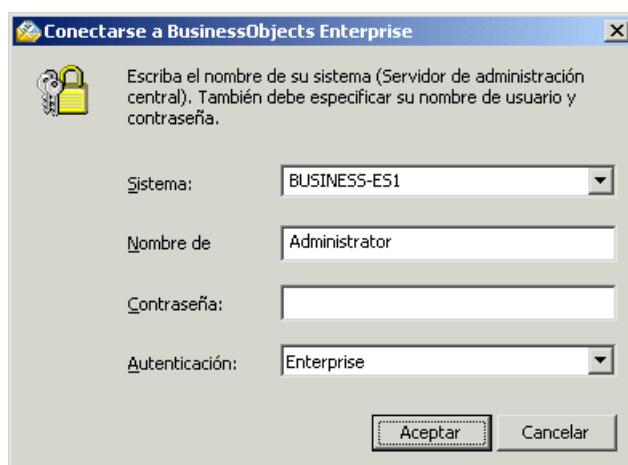 Conectarse a BusinessObjects Enterprise
Escriba el nombre de su sistema (Servidor de administración
central). También debe especificar su nombre de usuario y
contraseña.
Sistema: BUSINESS-ES1
Nombre de Administrator
Contraseña:
Autenticación: Enterprise
Aceptar Cancelar